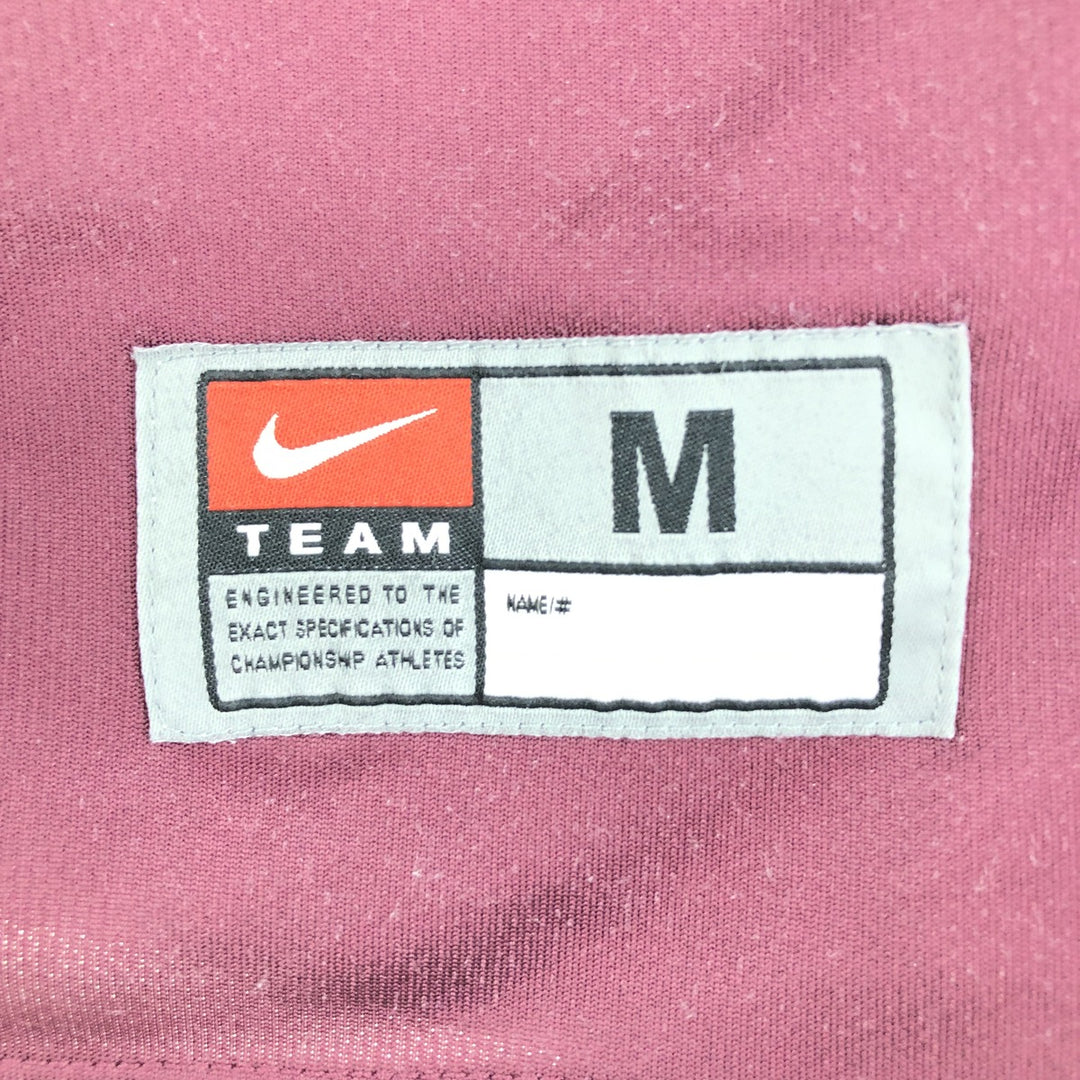 TEAM
M
ENGINEERED TO THE
EXACT SPECIFICATIONS OF
CHAMPIONSHIP ATHLETES
NAME/#